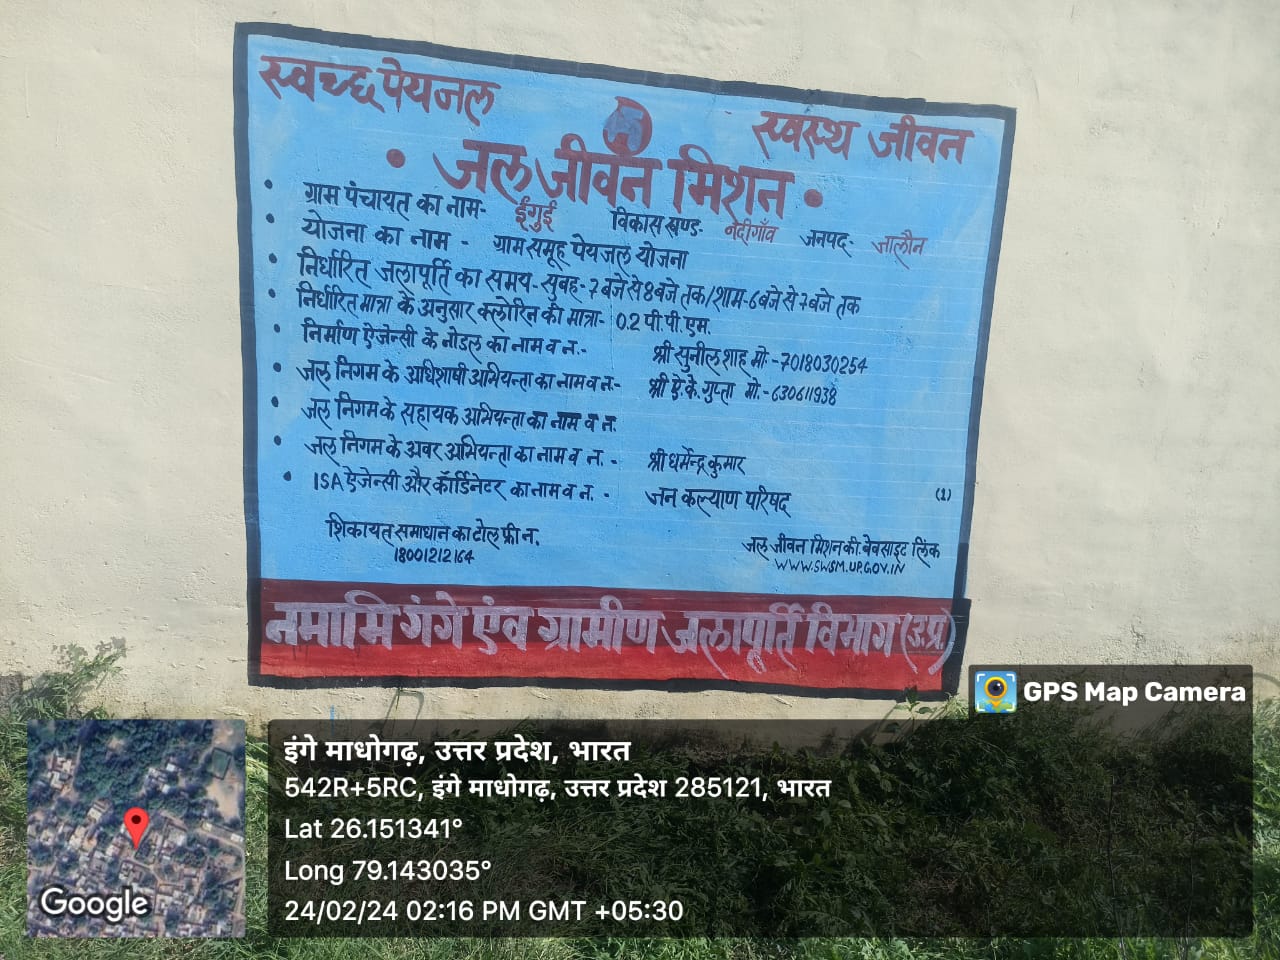 स्वच्छ पेयजल
स्वस्थ जीवन
• जल जीवन मिशन •
• ग्राम पंचायत का नाम- ईंगुई विकास खण्ड- नदीगाँव जनपद- जालौन
• योजना का नाम - ग्राम समूह पेयजल योजना
• निर्धारित जलापूर्ति का समय- सुबह- 7 बजे से 8 बजे तक/शाम-6 बजे से 7 बजे तक
• निर्धारित मात्रा के अनुसार क्लोरिन की मात्रा- 0.2 पी.पी.एम.
• निर्माण ऐजेन्सी के नोडल का नाम व न.- श्री सुनील शाह मो - 7018030254
• जल निगम के अधिशाषी अभियन्ता का नाम व न.- श्री ऐ.के. गुप्ता मो.- 630611938
• जल निगम के सहायक अभियन्ता का नाम व न.
• जल निगम के अवर अभियन्ता का नाम व न. - श्री धर्मेन्द्र कुमार
• ISA ऐजेन्सी और कॉर्डिनेटर का नाम व न. - जन कल्याण परिषद (1)
शिकायत समाधान का टोल फ्री न.
18001212164
जल जीवन मिशन की वेबसाइट लिंक
WWW.SWSM.UP.GOV.IN
नमामि गंगे एंव ग्रामीण जलापूर्ति विभाग (उ.प्र.)
GPS Map Camera
इंगे माधोगढ़, उत्तर प्रदेश, भारत
542R+5RC, इंगे माधोगढ़, उत्तर प्रदेश 285121, भारत
Lat 26.151341°
Long 79.143035°
24/02/24 02:16 PM GMT +05:30
Google